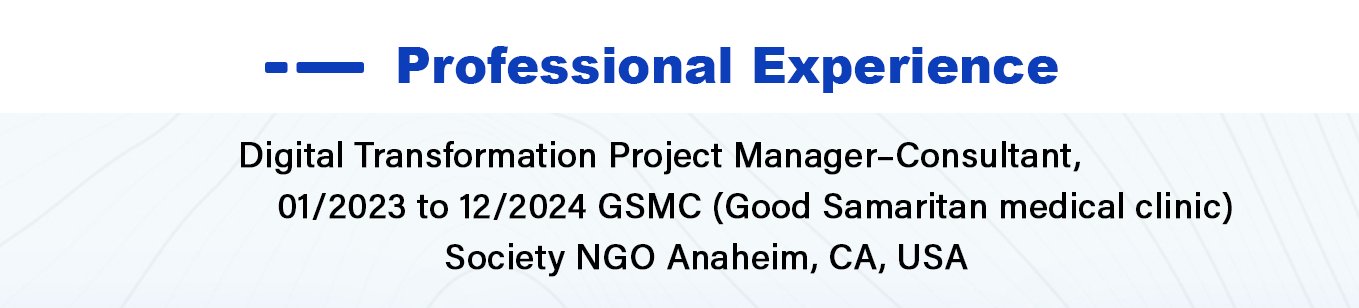 Professional Experience
Digital Transformation Project Manager–Consultant,
01/2023 to 12/2024 GSMC (Good Samaritan medical clinic)
Society NGO Anaheim, CA, USA